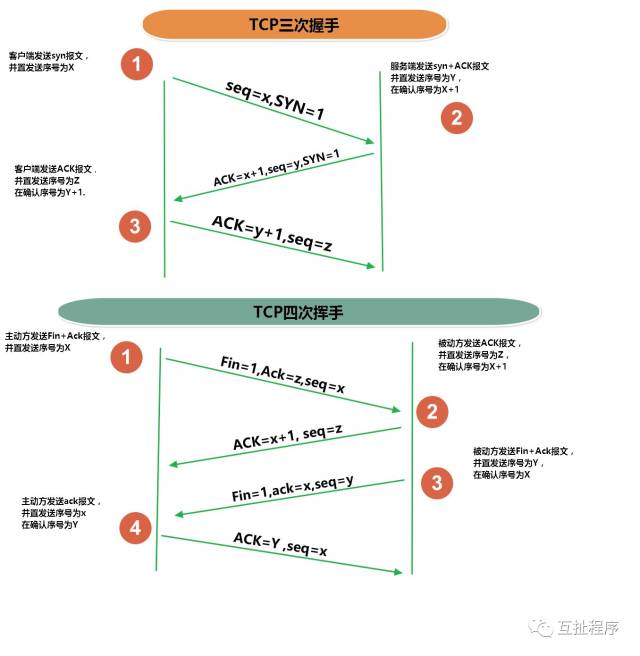 TCP三次握手
客户端发送syn报文,
并置发送序号为X
1
服务端发送syn+ACK报文
并置发送序号为Y,
在确认序号为X+1
2
seq=x,SYN=1
ACK=x+1,seq=y,SYN=1
客户端发送ACK报文.
并置发送序号为Z
在确认序号为Y+1.
3
ACK=y+1,seq=z
TCP四次挥手
主动方发送Fin+Ack报文,
并置发送序号为X
1
被动方发送ACK报文,
并置发送序号为Z,
在确认序号为X+1
2
Fin=1,Ack=z,seq=x
ACK=x+1, seq=z
被动方发送Fin+Ack报文,
并置发送序号为Y,
在确认序号为X
3
Fin=1,ack=x,seq=y
主动方发送ack报文,
并置发送序号为x
在确认序号为Y
4
ACK=Y ,seq=x
互扯程序